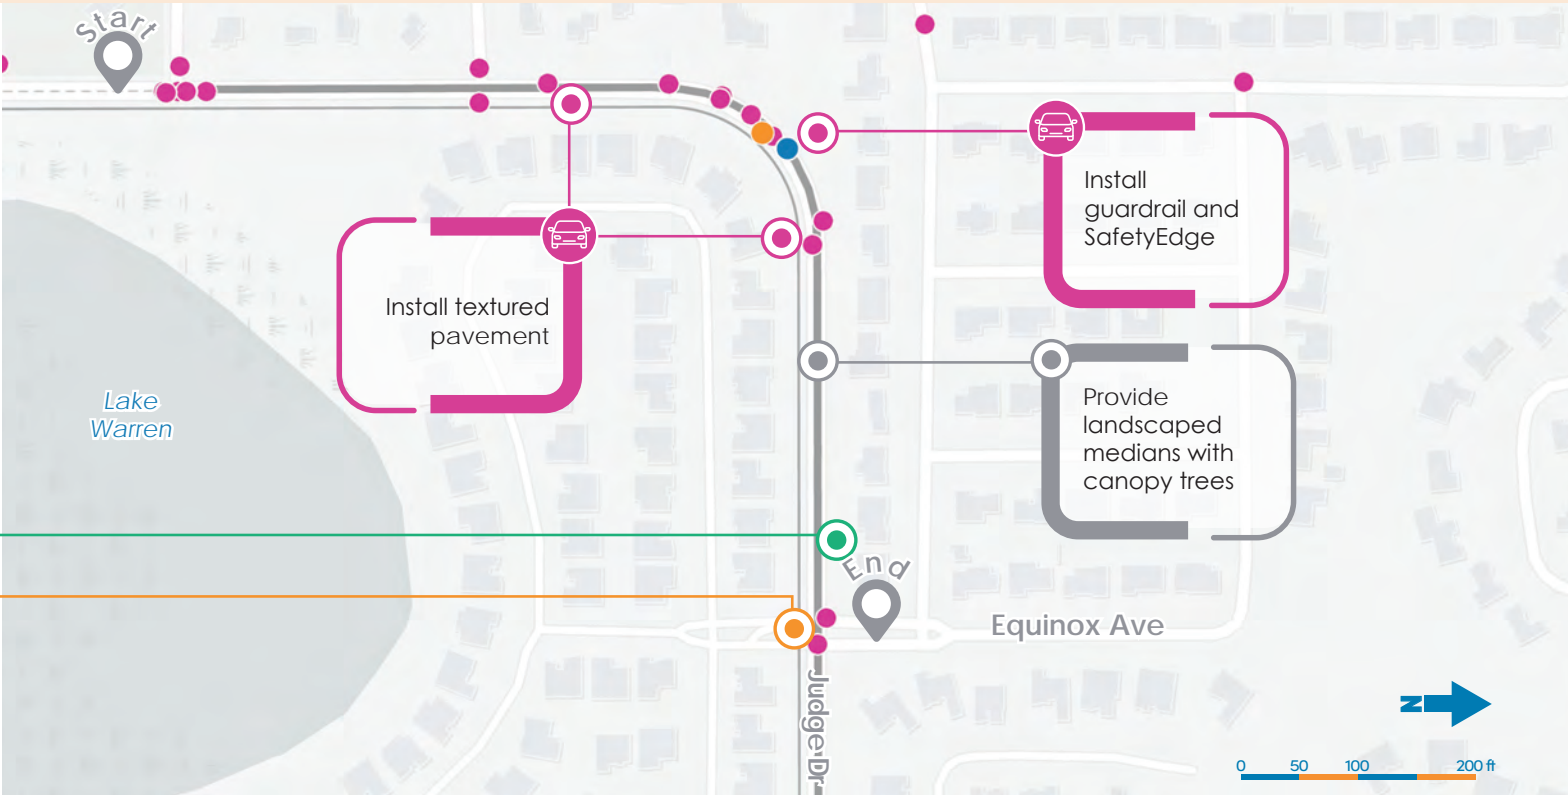 Start
Install
guardrail and
SafetyEdge
Install textured
pavement
Provide
landscaped
medians with
canopy trees
Lake
Warren
End
Equinox Ave
Judge Dr
N
0 50 100 200 ft